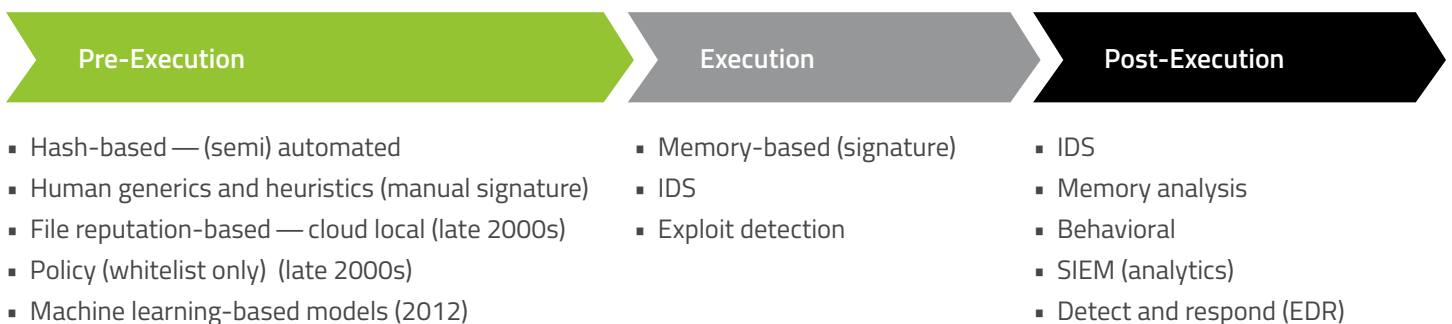 Pre-Execution
Execution
Post-Execution
▪ Hash-based — (semi) automated
▪ Human generics and heuristics (manual signature)
▪ File reputation-based — cloud local (late 2000s)
▪ Policy (whitelist only) (late 2000s)
▪ Machine learning-based models (2012)
▪ Memory-based (signature)
▪ IDS
▪ Exploit detection
▪ IDS
▪ Memory analysis
▪ Behavioral
▪ SIEM (analytics)
▪ Detect and respond (EDR)